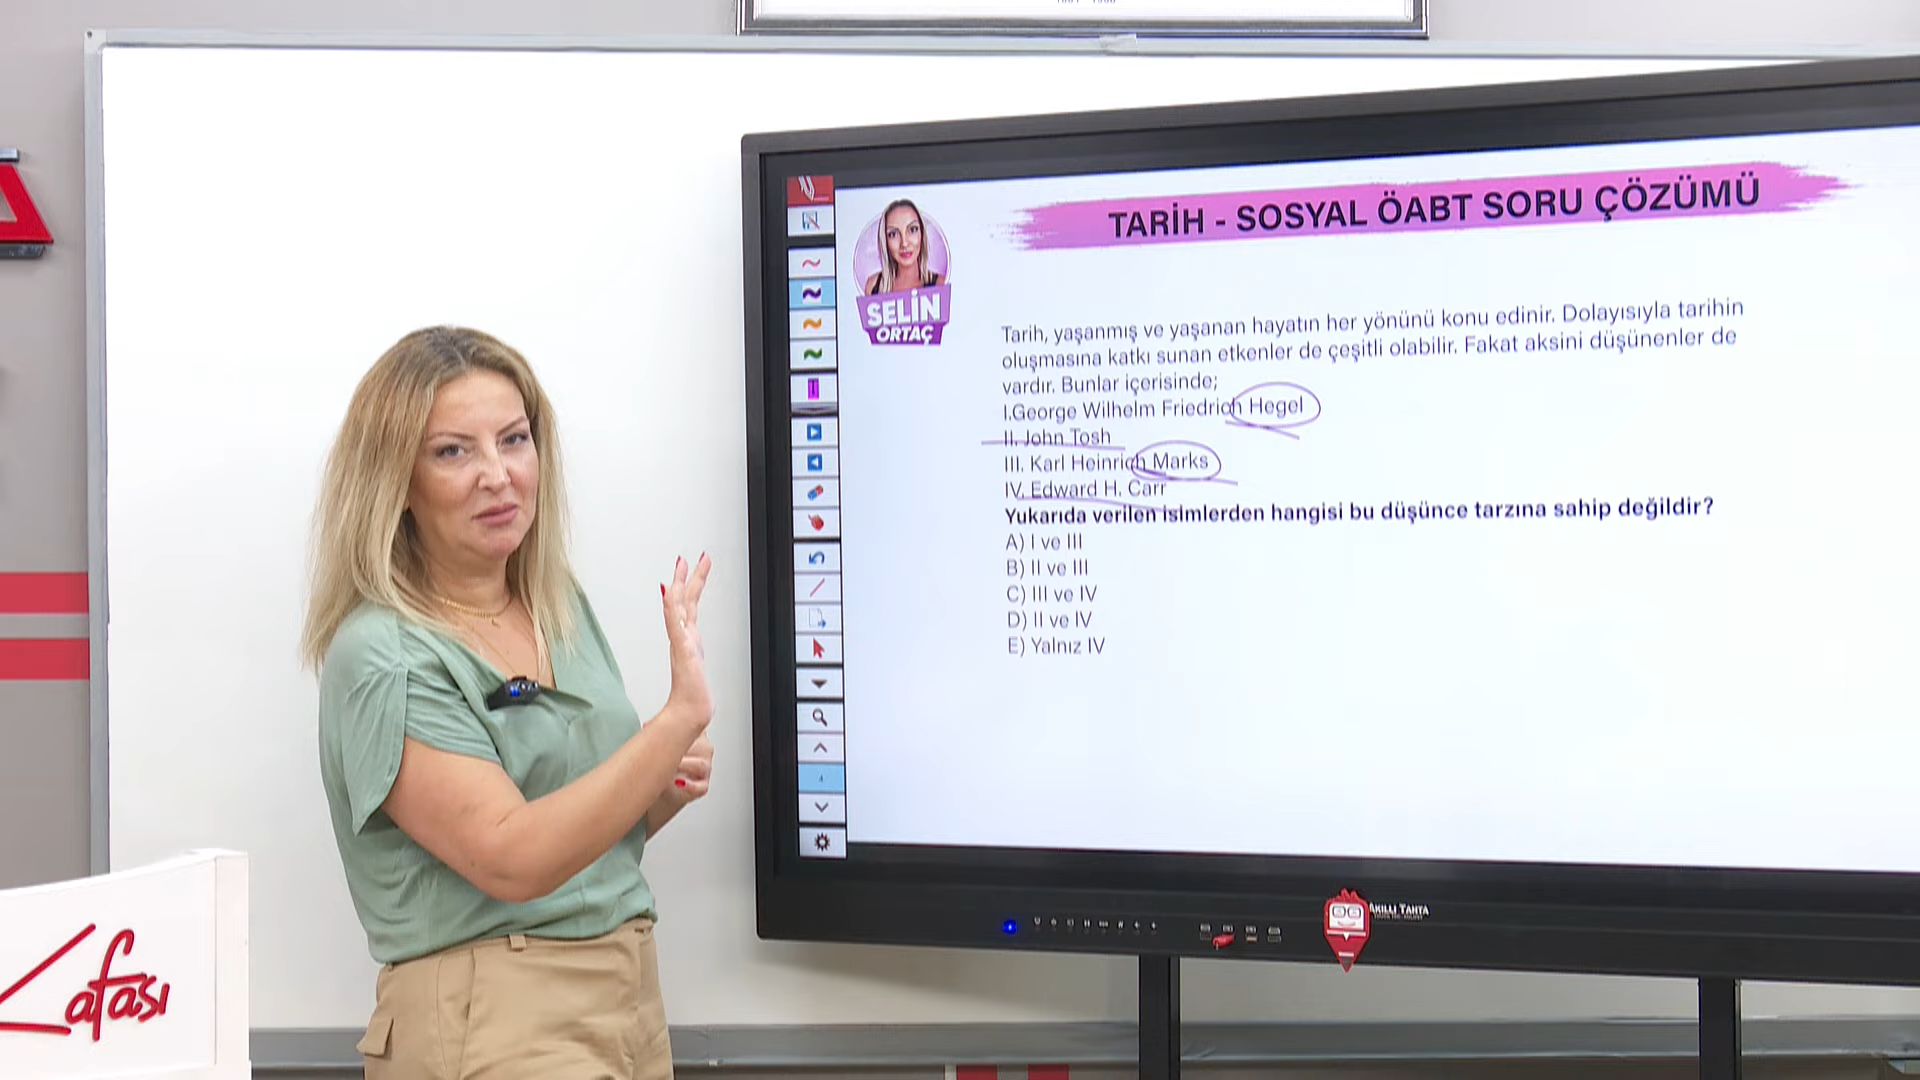 TARİH - SOSYAL ÖABT SORU ÇÖZÜMÜ
SELİN
ORTAÇ
Tarih, yaşanmış ve yaşanan hayatın her yönünü konu edinir. Dolayısıyla tarihin
oluşmasına katkı sunan etkenler de çeşitli olabilir. Fakat aksini düşünenler de
vardır. Bunlar içerisinde;
I.George Wilhelm Friedrich Hegel
II. John Tosh
III. Karl Heinrich Marks
IV. Edward H. Carr
Yukarıda verilen isimlerden hangisi bu düşünce tarzına sahip değildir?
A) I ve III
B) II ve III
C) III ve IV
D) II ve IV
E) Yalnız IV
AKILLI TAHTA
Kafası